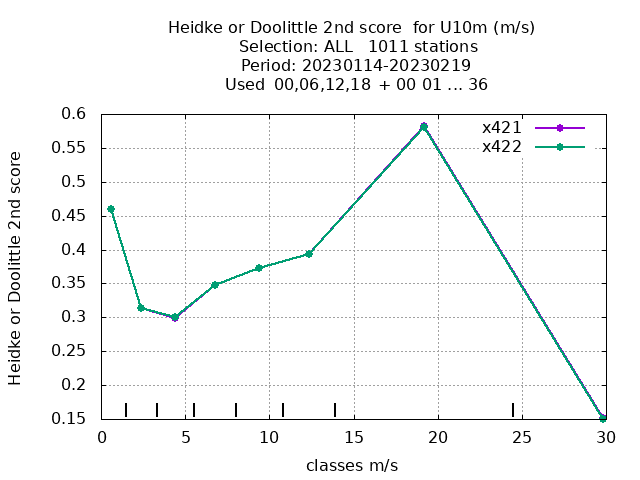 Heidke or Doolittle 2nd score  for U10m (m/s)
Selection: ALL   1011 stations
Period: 20230114-20230219
Used  00,06,12,18 + 00 01 ... 36
Heidke or Doolittle 2nd score
0.6
0.55
0.5
0.45
0.4
0.35
0.3
0.25
0.2
0.15
x421
x422
0 5 10 15 20 25 30
classes m/s